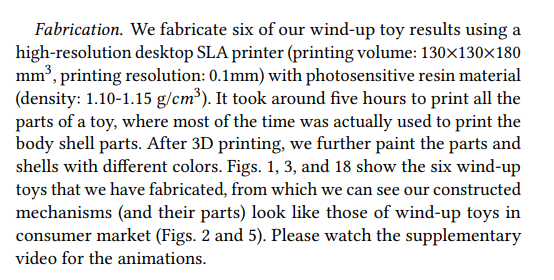 Fabrication. We fabricate six of our wind-up toy results using a
high-resolution desktop SLA printer (printing volume: 130×130×180
mm³, printing resolution: 0.1mm) with photosensitive resin material
(density: 1.10-1.15 g/cm³). It took around five hours to print all the
parts of a toy, where most of the time was actually used to print the
body shell parts. After 3D printing, we further paint the parts and
shells with different colors. Figs. 1, 3, and 18 show the six wind-up
toys that we have fabricated, from which we can see our constructed
mechanisms (and their parts) look like those of wind-up toys in
consumer market (Figs. 2 and 5). Please watch the supplementary
video for the animations.